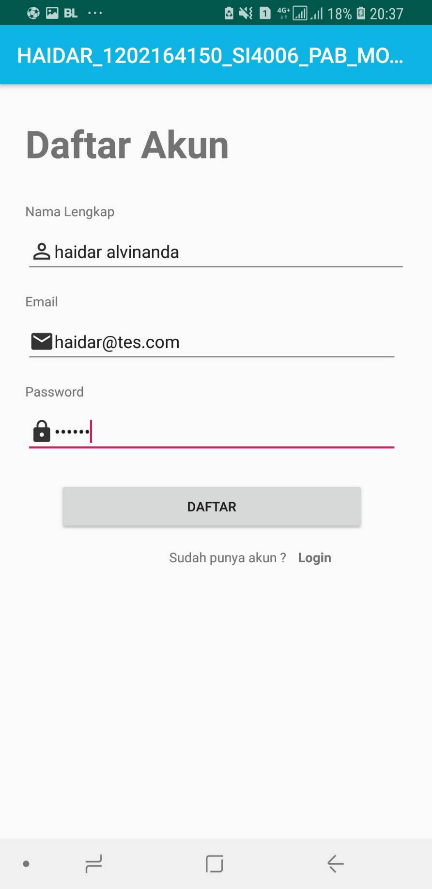 BL ... 1 4G+ 18% 20:37
HAIDAR_1202164150_SI4006_PAB_MO...
Daftar Akun
Nama Lengkap
haidar alvinanda
Email
haidar@tes.com
Password
••••••
DAFTAR
Sudah punya akun ? Login